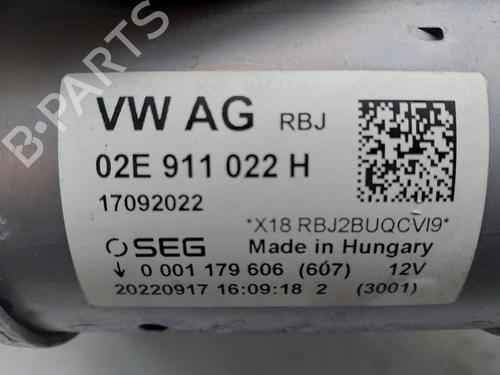 VW AG RBJ
02E 911 022 H
17092022
*X18 RBJ2BUQCVI9*
SEG Made in Hungary
↓ 0 001 179 606 (607) 12V
20220917 16:09:18 2 (3001)